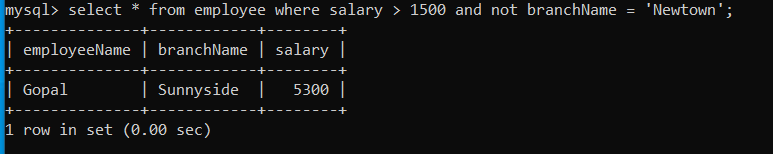 mysql> select * from employee where salary > 1500 and not branchName = 'Newtown';
+--------------+------------+--------+
| employeeName | branchName | salary |
+--------------+------------+--------+
| Gopal        | Sunnyside  |   5300 |
+--------------+------------+--------+
1 row in set (0.00 sec)